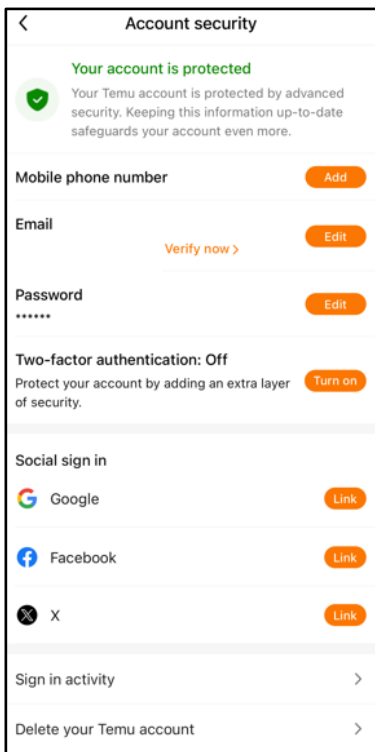 Account security
Your account is protected
Your Temu account is protected by advanced
security. Keeping this information up-to-date
safeguards your account even more.
Mobile phone number
Add
Email
Verify now >
Edit
Password
******
Edit
Two-factor authentication: Off
Protect your account by adding an extra layer
of security.
Turn on
Social sign in
Google
Link
Facebook
Link
X
Link
Sign in activity
Delete your Temu account